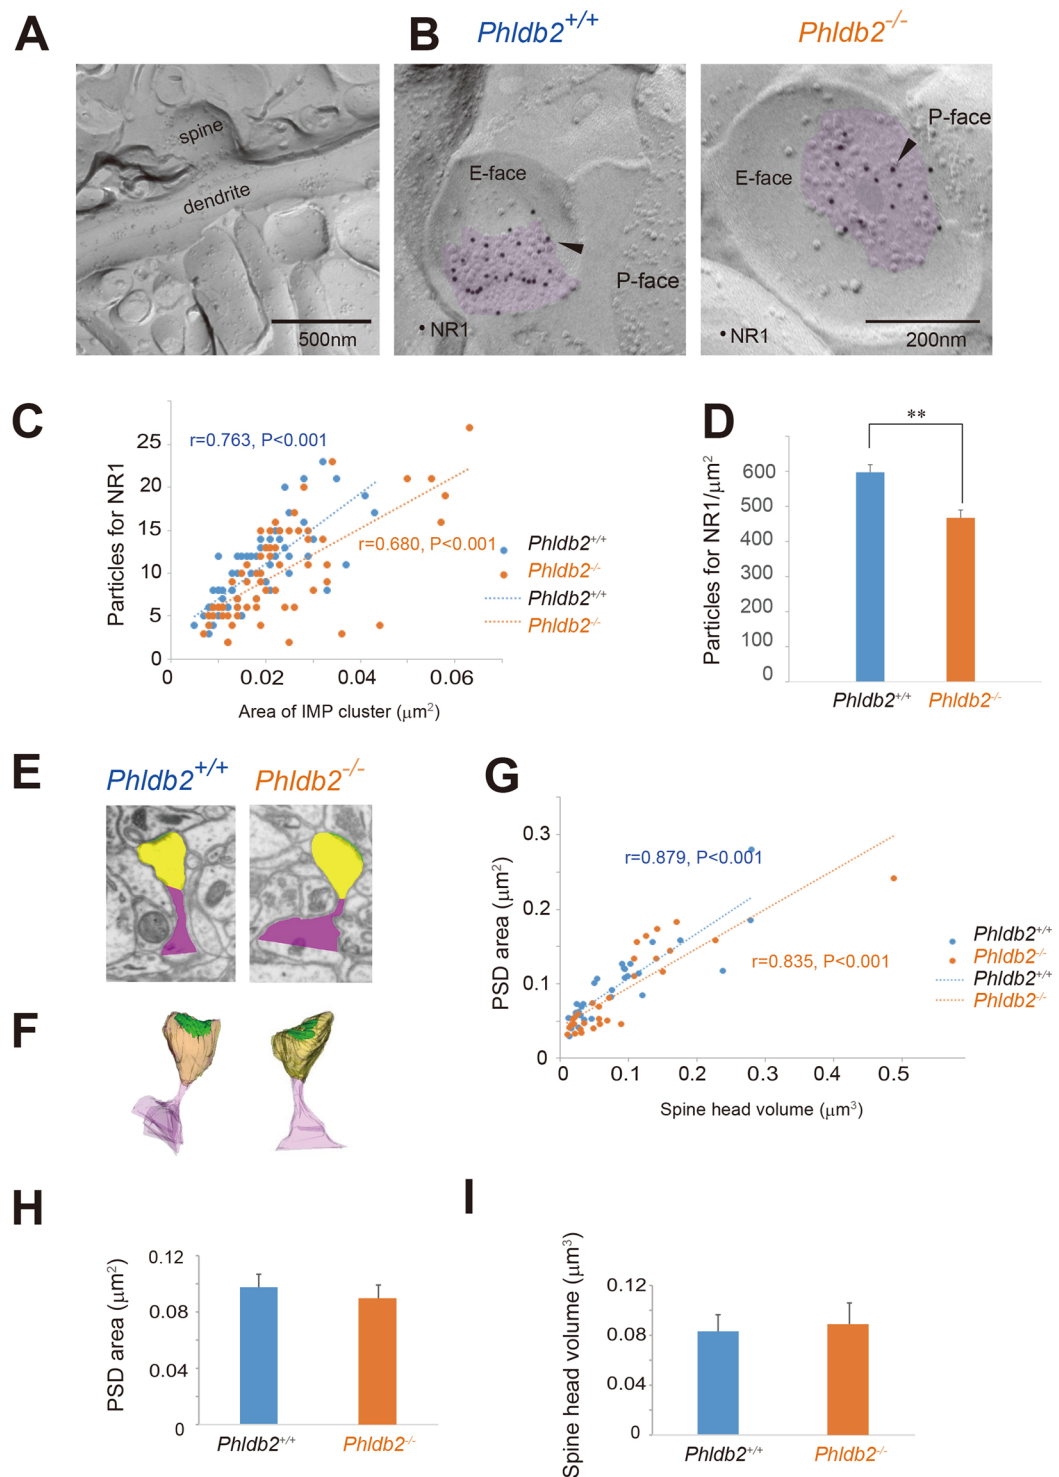 A
spine
dendrite
500nm
B
Phldb2+/+
Phldb2-/-
E-face
P-face
NR1
E-face
P-face
NR1
200nm
C
Particles for NR1
25
20
15
10
5
0
0.02
0.04
0.06
Area of IMP cluster (μm2)
r=0.763, P<0.001
r=0.680, P<0.001
Phldb2+/+
Phldb2-/-
Phldb2+/+
Phldb2-/-
D
Particles for NR1/μm2
600
500
400
300
200
100
0
**
Phldb2+/+
Phldb2-/-
E
Phldb2+/+
Phldb2-/-
F
G
PSD area (μm2)
0.3
0.2
0.1
0
0
0.1
0.2
0.3
0.4
0.5
Spine head volume (μm3)
r=0.879, P<0.001
r=0.835, P<0.001
Phldb2+/+
Phldb2-/-
Phldb2+/+
Phldb2-/-
H
PSD area (μm2)
0.12
0.08
0.04
0
Phldb2+/+
Phldb2-/-
I
Spine head volume (μm3)
0.12
0.08
0.04
0
Phldb2+/+
Phldb2-/-